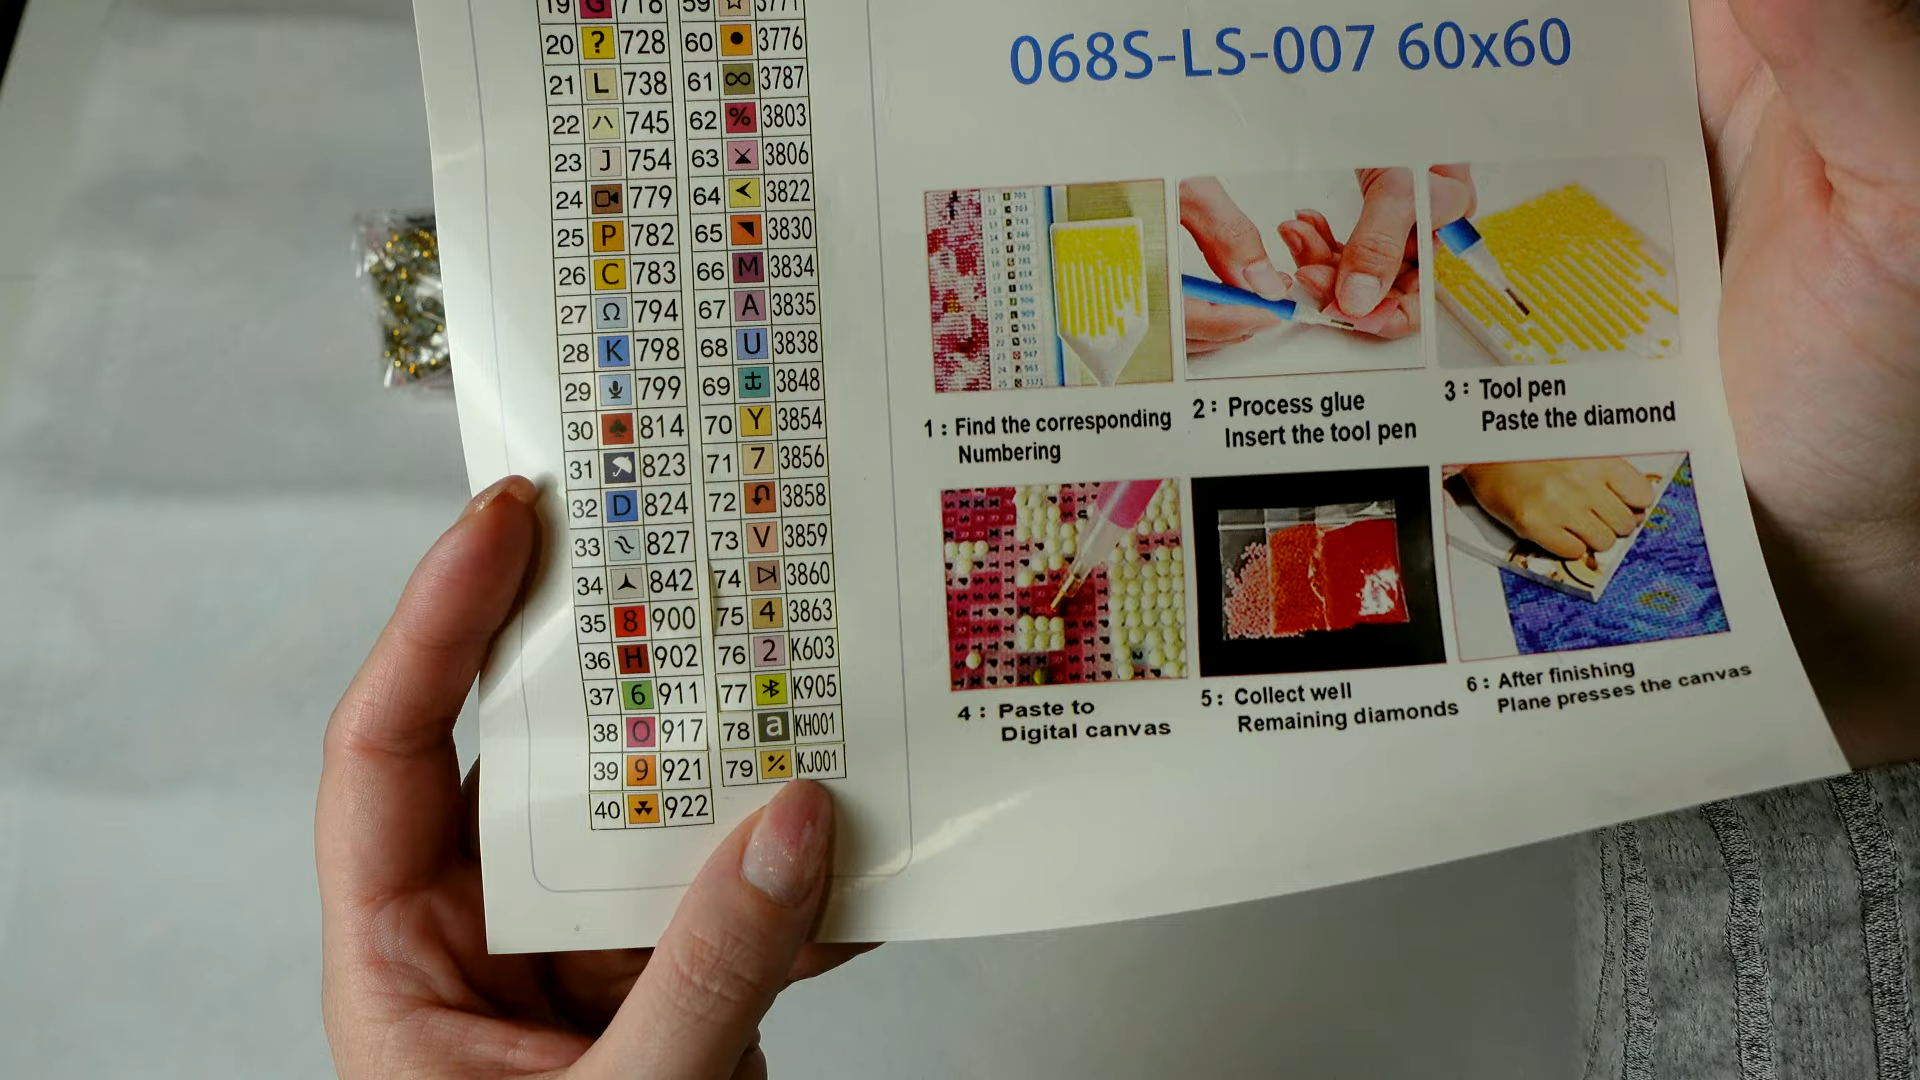 19 G 718 59 3771
20 ? 728 60 3776
21 L 738 61 ∞ 3787
22 745 62 % 3803
23 J 754 63 3806
24 779 64 3822
25 P 782 65 3830
26 C 783 66 M 3834
27 Ω 794 67 A 3835
28 K 798 68 U 3838
29 799 69 3848
30 814 70 Y 3854
31 823 71 7 3856
32 D 824 72 3858
33 827 73 V 3859
34 842 74 3860
35 8 900 75 4 3863
36 H 902 76 2 K603
37 6 911 77 K905
38 O 917 78 a KH001
39 9 921 79 KJ001
40 922
068S-LS-007 60x60
1 : Find the corresponding
Numbering
2 : Process glue
Insert the tool pen
3 : Tool pen
Paste the diamond
4 : Paste to
Digital canvas
5 : Collect well
Remaining diamonds
6 : After finishing
Plane presses the canvas